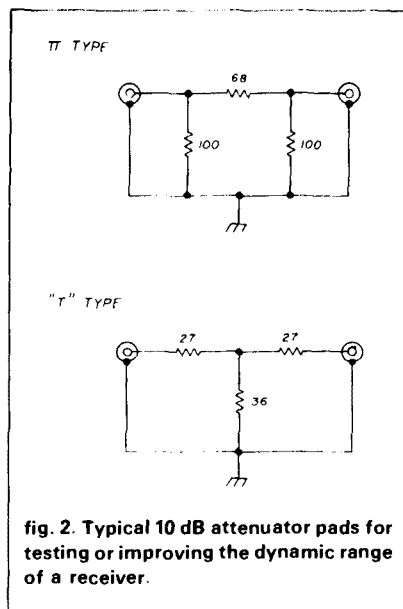 π TYPE
68
100
100
"T" TYPE
27
27
36
fig. 2. Typical 10 dB attenuator pads for
testing or improving the dynamic range
of a receiver.